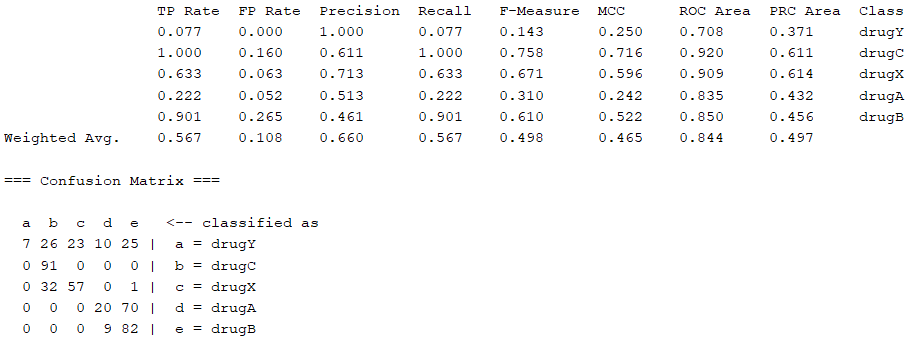 TP Rate  FP Rate  Precision  Recall   F-Measure  MCC      ROC Area  PRC Area  Class
                 0.077    0.000    1.000      0.077    0.143      0.250    0.708     0.371     drugY
                 1.000    0.160    0.611      1.000    0.758      0.716    0.920     0.611     drugC
                 0.633    0.063    0.713      0.633    0.671      0.596    0.909     0.614     drugX
                 0.222    0.052    0.513      0.222    0.310      0.242    0.835     0.432     drugA
                 0.901    0.265    0.461      0.901    0.610      0.522    0.850     0.456     drugB
Weighted Avg.    0.567    0.108    0.660      0.567    0.498      0.465    0.844     0.497
=== Confusion Matrix ===
  a  b  c  d  e   <-- classified as
  7 26 23 10 25 |  a = drugY
  0 91  0  0  0 |  b = drugC
  0 32 57  0  1 |  c = drugX
  0  0  0 20 70 |  d = drugA
  0  0  0  9 82 |  e = drugB